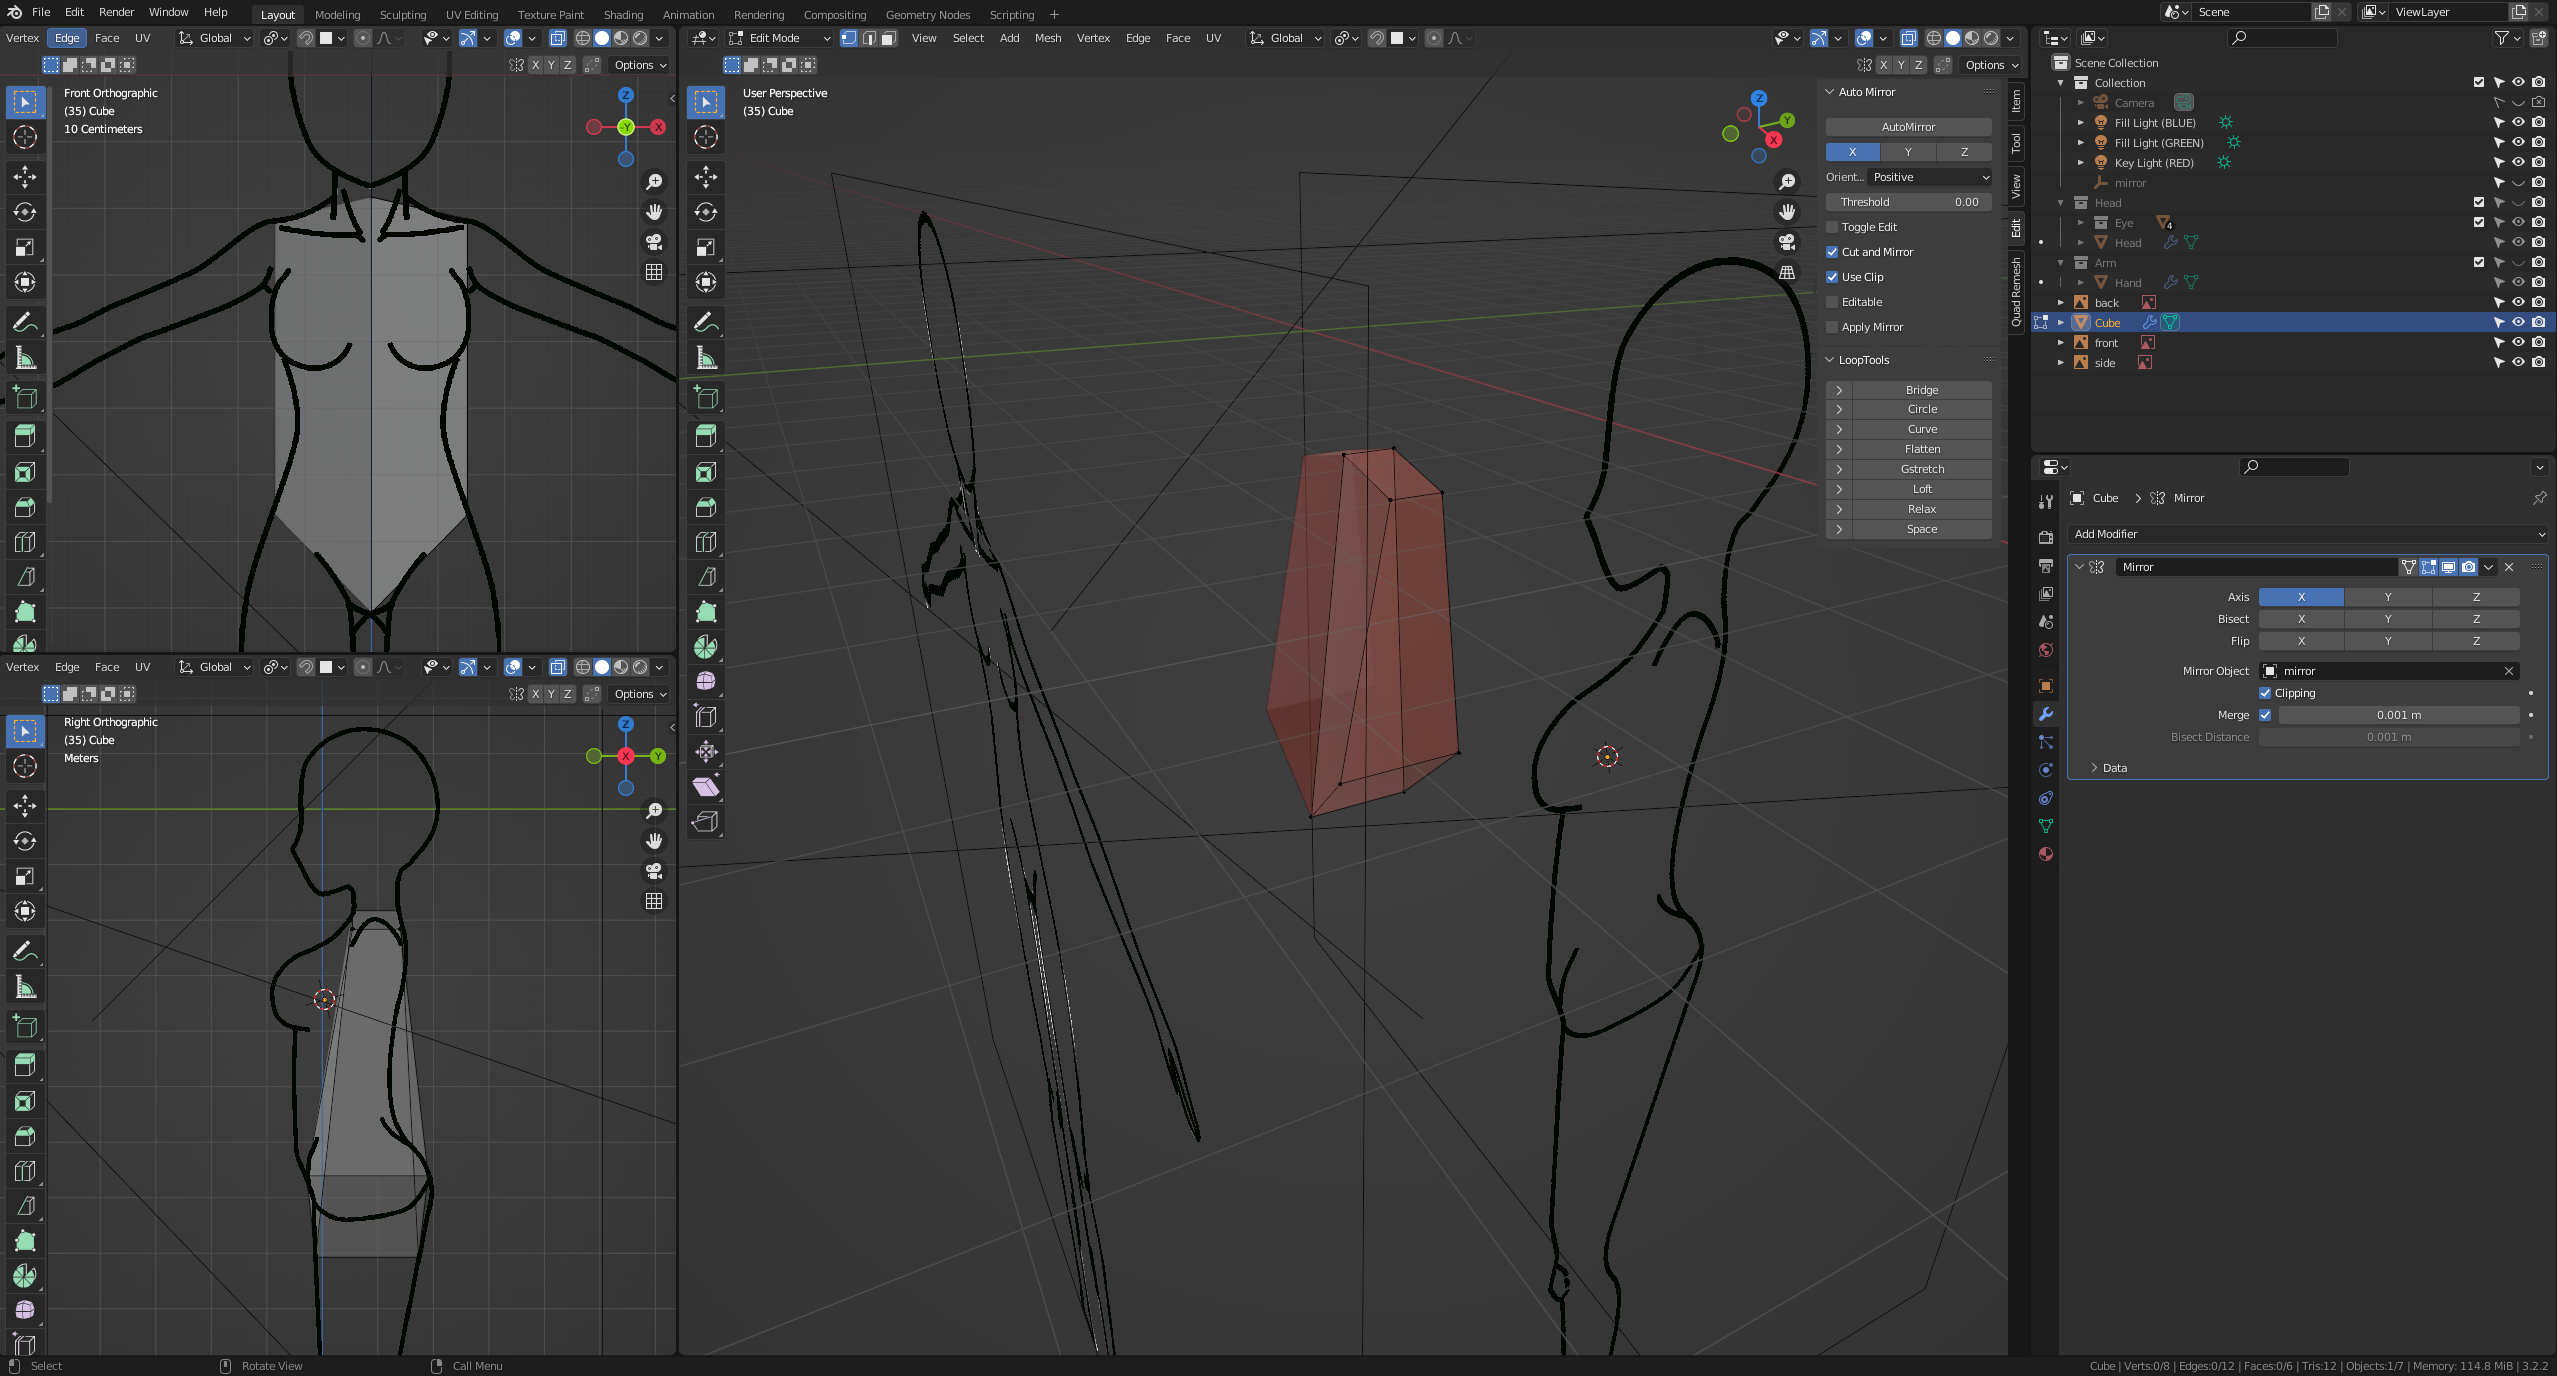 File Edit Render Window Help Layout Modeling Sculpting UV Editing Texture Paint Shading Animation Rendering Compositing Geometry Nodes Scripting + Scene ViewLayer
Vertex Edge Face UV Global
X Y Z Options
Front Orthographic
(35) Cube
10 Centimeters
Z
-Y X
Vertex Edge Face UV Global
X Y Z Options
Right Orthographic
(35) Cube
Meters
Z
X Y
Edit Mode View Select Add Mesh Vertex Edge Face UV Global
X Y Z Options
User Perspective
(35) Cube
Z
Y
X
Auto Mirror
AutoMirror
X Y Z
Orient... Positive
Threshold 0.00
Toggle Edit
Cut and Mirror
Use Clip
Editable
Apply Mirror
LoopTools
Bridge
Circle
Curve
Flatten
Gstretch
Loft
Relax
Space
Item
Tool
View
Edit
Quad Remesh
Scene Collection
Collection
Camera
Fill Light (BLUE)
Fill Light (GREEN)
Key Light (RED)
mirror
Head
Eye 4
Head
Arm
Hand
back
Cube
front
side
Cube > Mirror
Add Modifier
Mirror
Axis X Y Z
Bisect X Y Z
Flip X Y Z
Mirror Object mirror
Clipping
Merge 0.001 m
Bisect Distance 0.001 m
Data
Select Rotate View Call Menu
Cube | Verts:0/8 | Edges:0/12 | Faces:0/6 | Tris:12 | Objects:1/7 | Memory: 114.8 MiB | 3.2.2